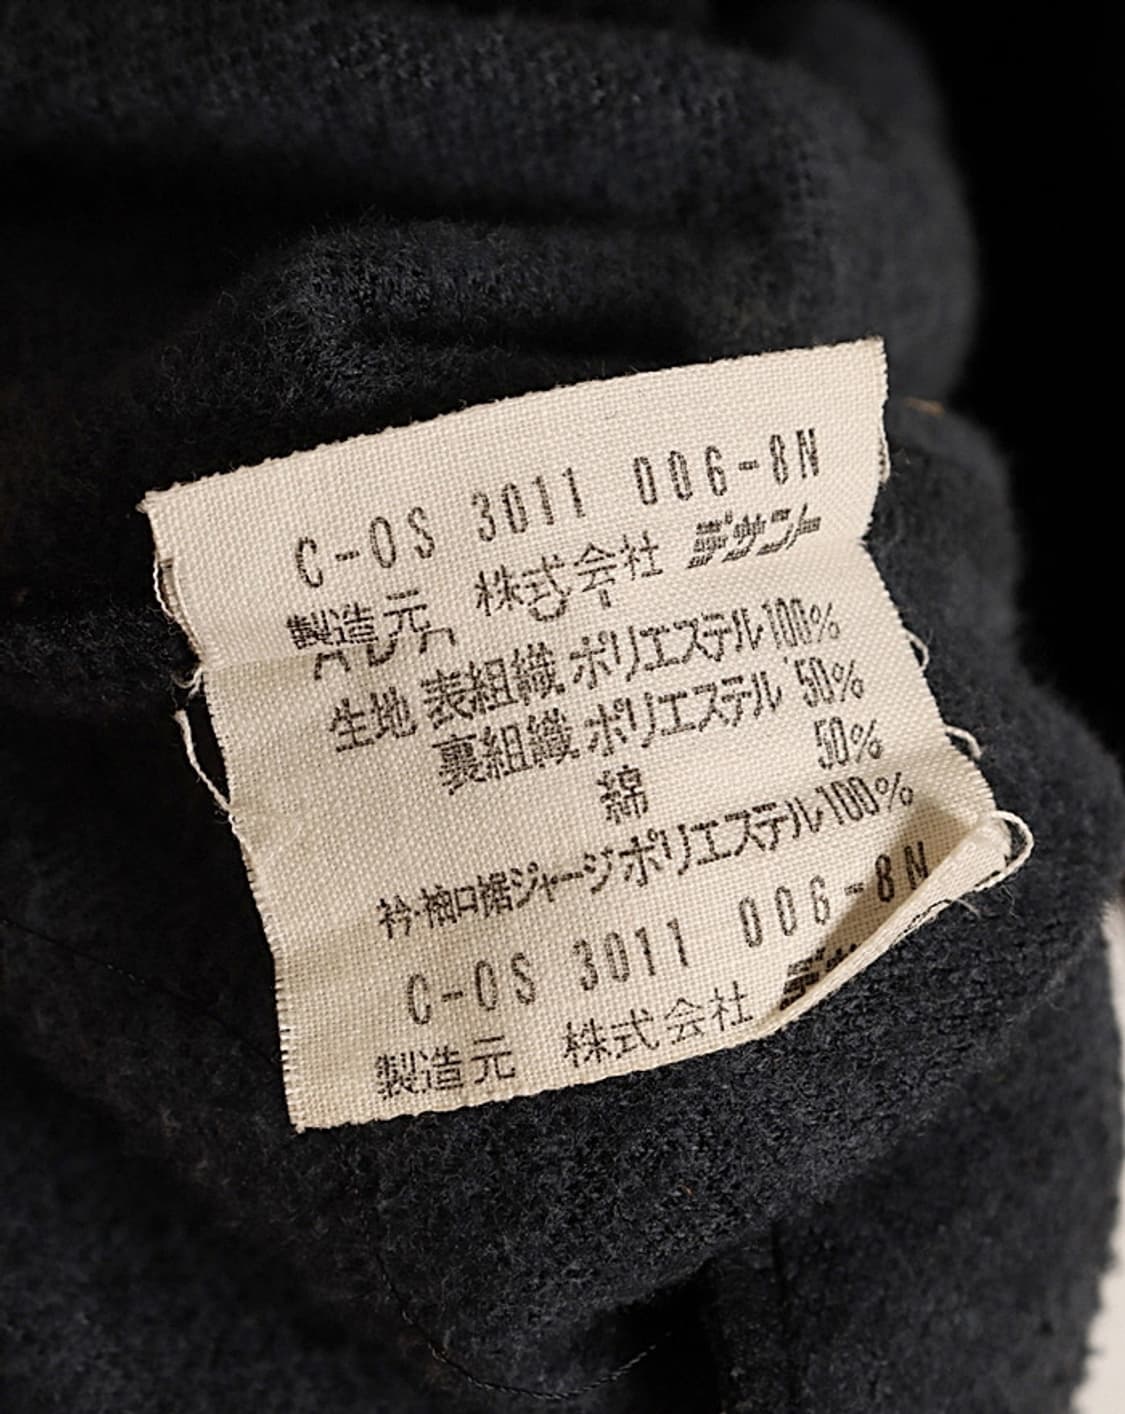 C-OS 3011 006-8N
製造元 株式会社 デサント
生地 表組織 ポリエステル100%
裏組織 ポリエステル 50%
綿 50%
衿・袖口裾ジャージポリエステル100%
C-OS 3011 006-8N
製造元 株式会社